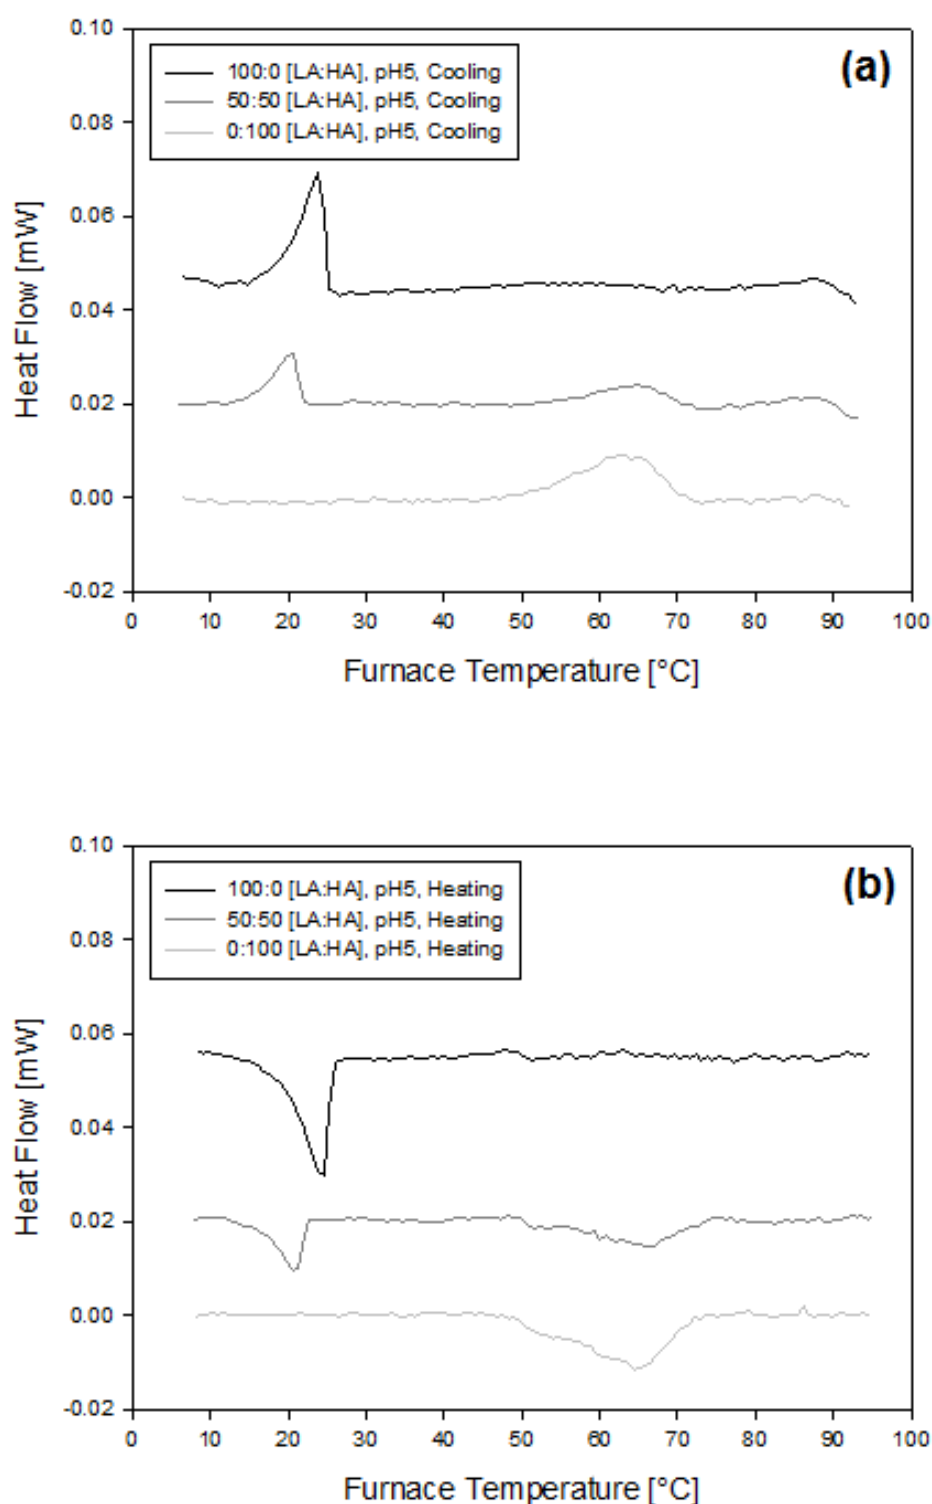 (a)
100:0 [LA:HA], pH5, Cooling
50:50 [LA:HA], pH5, Cooling
0:100 [LA:HA], pH5, Cooling
Heat Flow [mW]
0.10
0.08
0.06
0.04
0.02
0.00
-0.02
0 10 20 30 40 50 60 70 80 90 100
Furnace Temperature [°C]
(b)
100:0 [LA:HA], pH5, Heating
50:50 [LA:HA], pH5, Heating
0:100 [LA:HA], pH5, Heating
Heat Flow [mW]
0.10
0.08
0.06
0.04
0.02
0.00
-0.02
0 10 20 30 40 50 60 70 80 90 100
Furnace Temperature [°C]